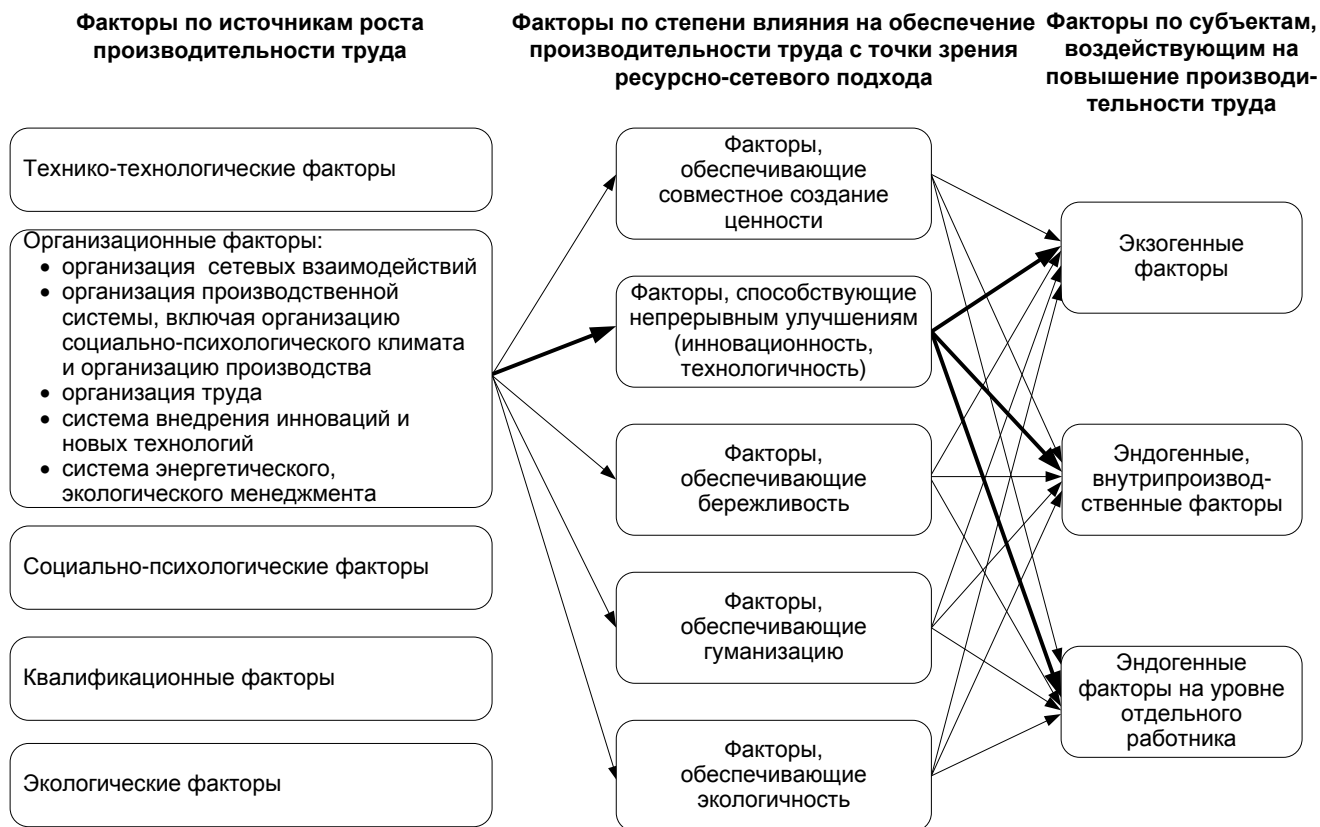 Факторы по источникам роста
производительности труда
Факторы по степени влияния на обеспечение
производительности труда с точки зрения
ресурсно-сетевого подхода
Факторы по субъектам,
воздействующим на
повышение производи-
тельности труда
Технико-технологические факторы
Организационные факторы:
• организация сетевых взаимодействий
• организация производственной
системы, включая организацию
социально-психологического климата
и организацию производства
• организация труда
• система внедрения инноваций и
новых технологий
• система энергетического,
экологического менеджмента
Социально-психологические факторы
Квалификационные факторы
Экологические факторы
Факторы,
обеспечивающие
совместное создание
ценности
Факторы, способствующие
непрерывным улучшениям
(инновационность,
технологичность)
Факторы,
обеспечивающие
бережливость
Факторы,
обеспечивающие
гуманизацию
Факторы,
обеспечивающие
экологичность
Экзогенные
факторы
Эндогенные,
внутрипроизвод-
ственные факторы
Эндогенные
факторы на уровне
отдельного
работника